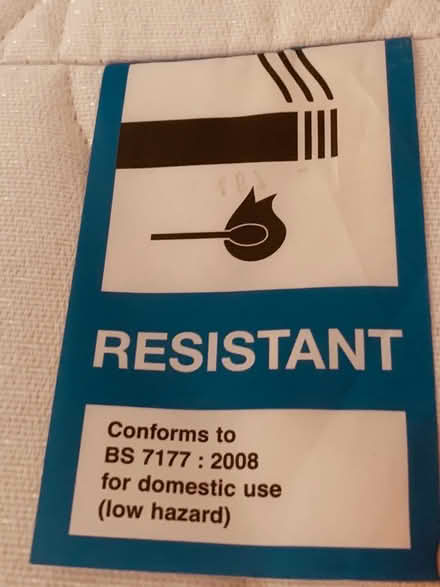 RESISTANT
Conforms to
BS 7177 : 2008
for domestic use
(low hazard)